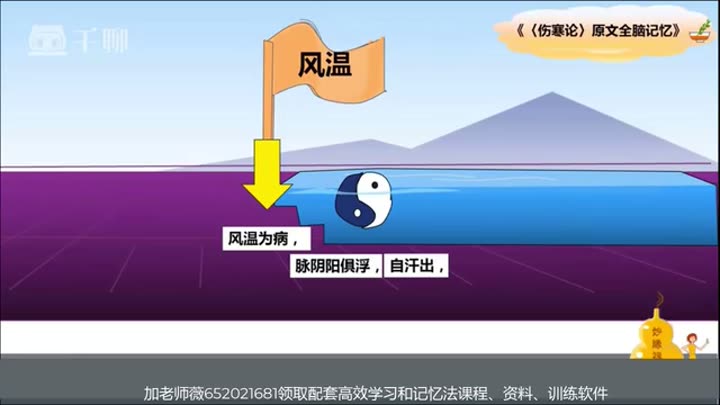 千聊
《〈伤寒论〉原文全脑记忆》
风温
风温为病，
脉阴阳俱浮，自汗出，
加老师薇652021681领取配套高效学习和记忆法课程、资料、训练软件